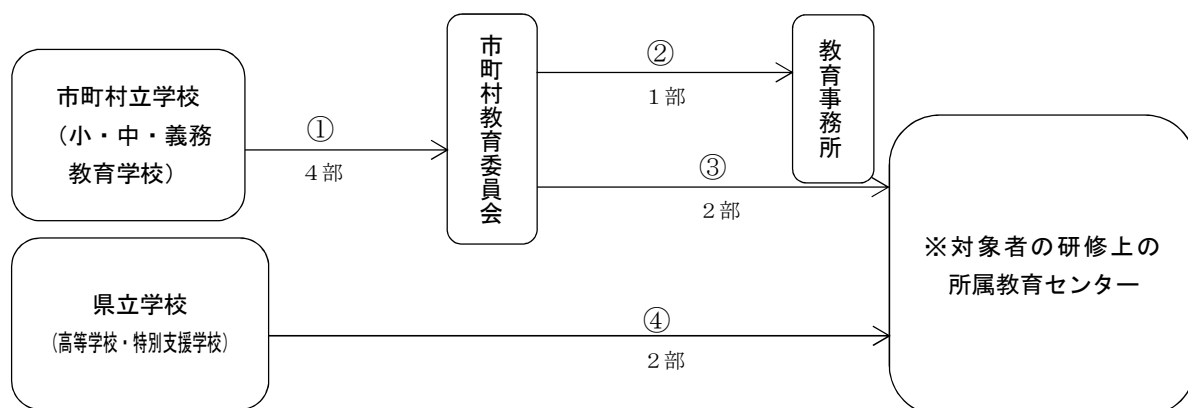 市町村立学校
（小・中・義務
教育学校）
①
４部
市町村教育委員会
②
１部
教育事務所
③
２部
※対象者の研修上の
所属教育センター
県立学校
(高等学校・特別支援学校)
④
２部